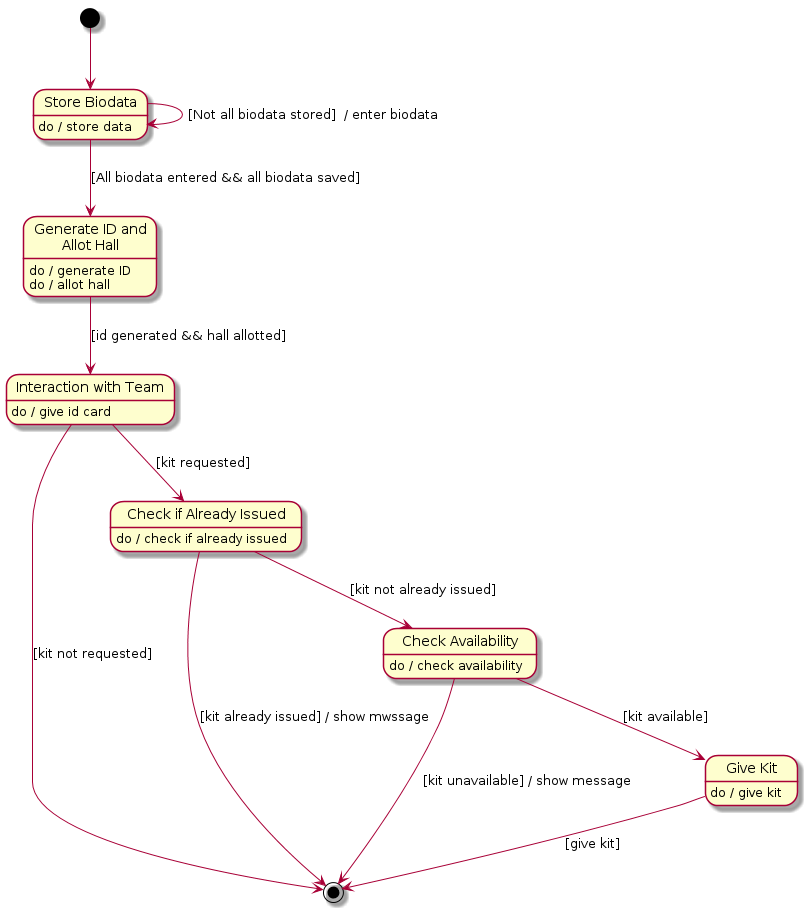 Store Biodata
do / store data
[Not all biodata stored]  / enter biodata
[All biodata entered && all biodata saved]
Generate ID and
Allot Hall
do / generate ID
do / allot hall
[id generated && hall allotted]
Interaction with Team
do / give id card
[kit requested]
Check if Already Issued
do / check if already issued
[kit not already issued]
[kit not requested]
Check Availability
do / check availability
[kit already issued] / show mwssage
[kit available]
[kit unavailable] / show message
Give Kit
do / give kit
[give kit]